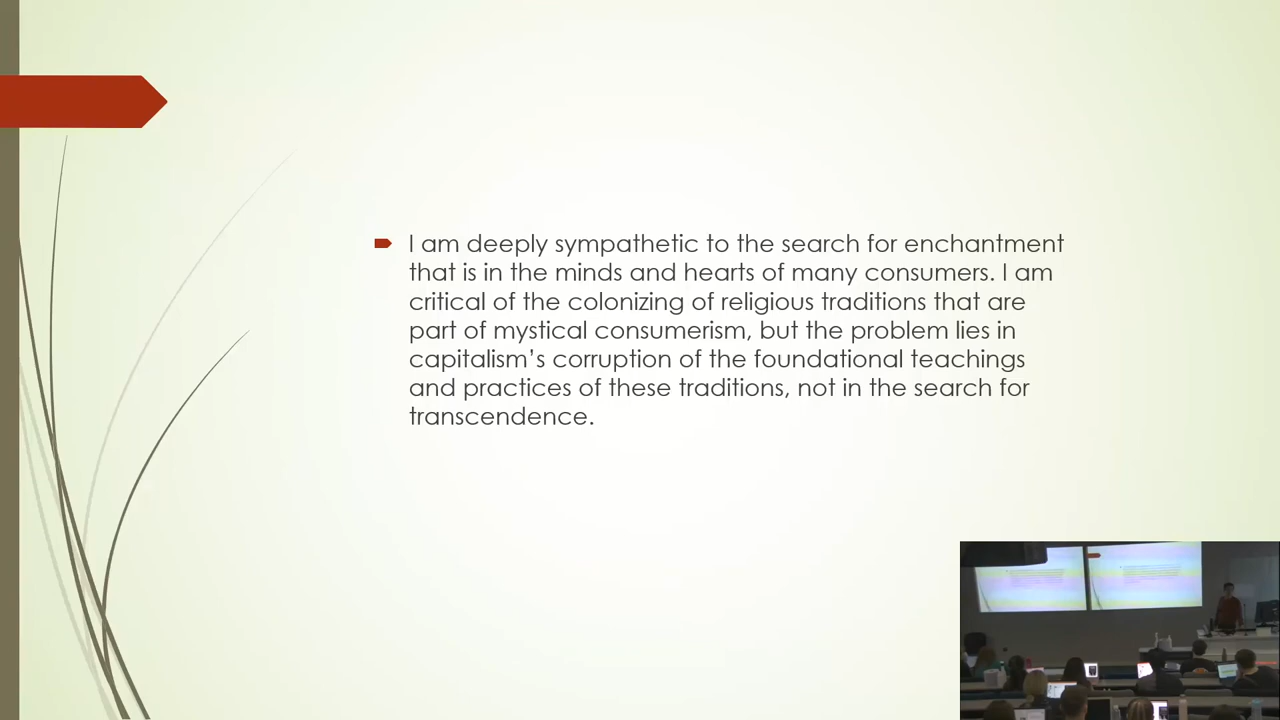 I am deeply sympathetic to the search for enchantment
that is in the minds and hearts of many consumers. I am
critical of the colonizing of religious traditions that are
part of mystical consumerism, but the problem lies in
capitalism's corruption of the foundational teachings
and practices of these traditions, not in the search for
transcendence.